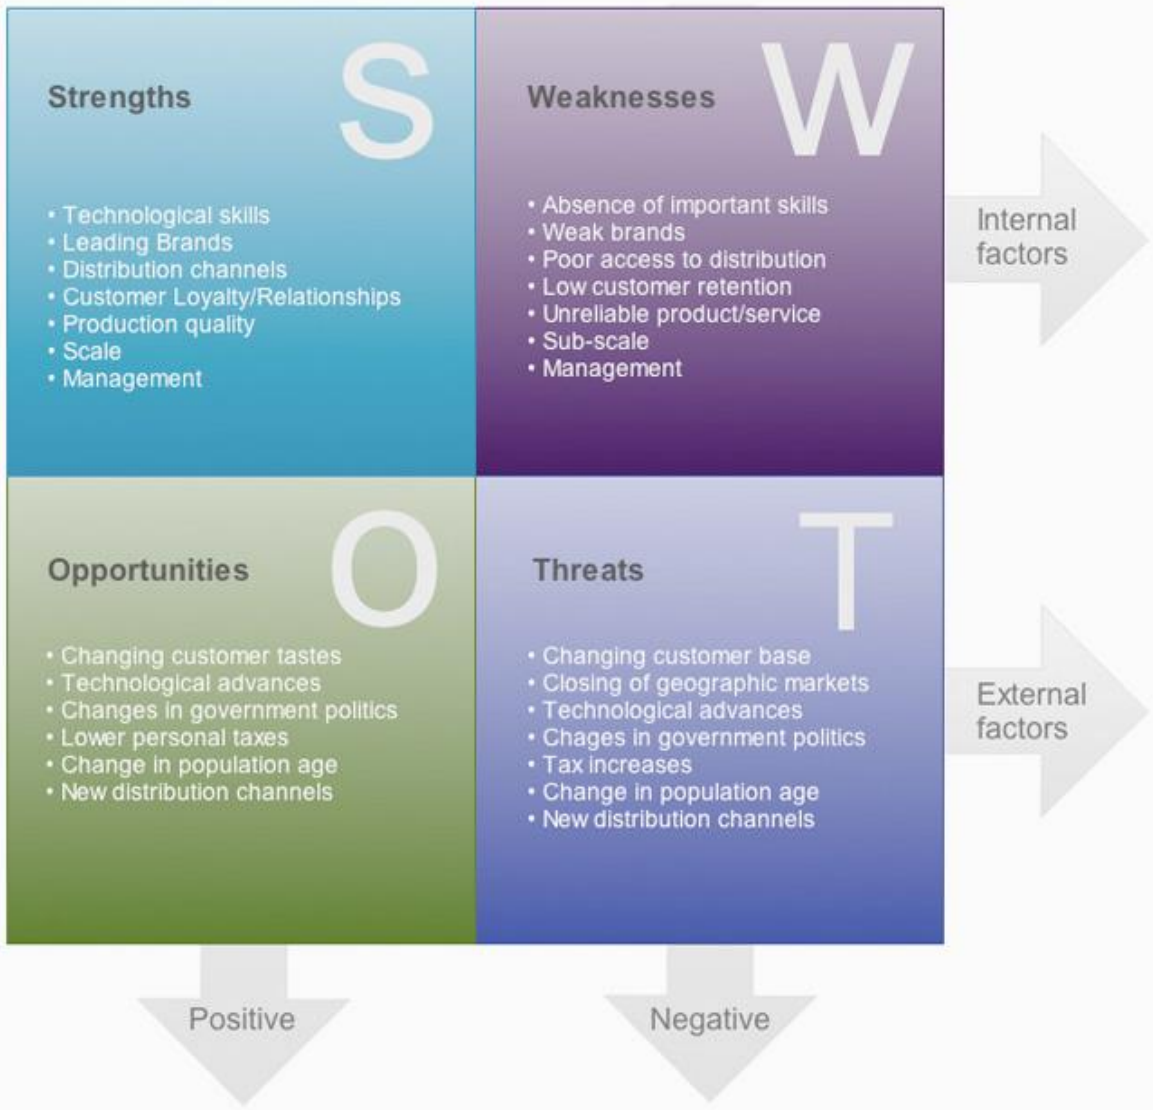 Strengths
S
• Technological skills
• Leading Brands
• Distribution channels
• Customer Loyalty/Relationships
• Production quality
• Scale
• Management
Weaknesses
W
• Absence of important skills
• Weak brands
• Poor access to distribution
• Low customer retention
• Unreliable product/service
• Sub-scale
• Management
Internal
factors
Opportunities
O
• Changing customer tastes
• Technological advances
• Changes in government politics
• Lower personal taxes
• Change in population age
• New distribution channels
Threats
T
• Changing customer base
• Closing of geographic markets
• Technological advances
• Chages in government politics
• Tax increases
• Change in population age
• New distribution channels
External
factors
Positive
Negative